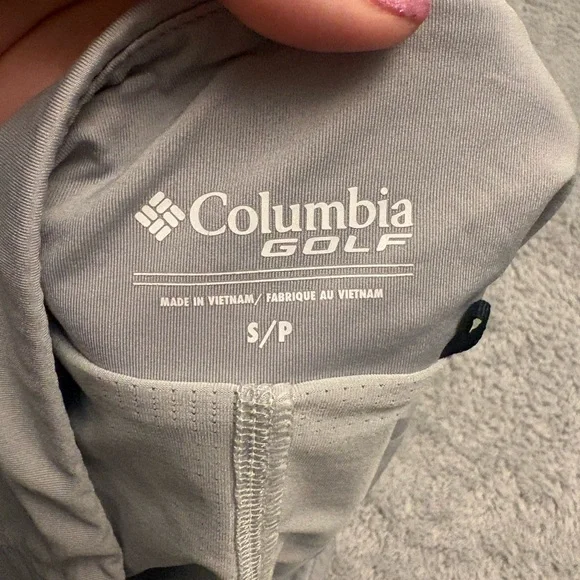 Columbia
GOLF
MADE IN VIETNAM/ FABRIQUE AU VIETNAM
S/P